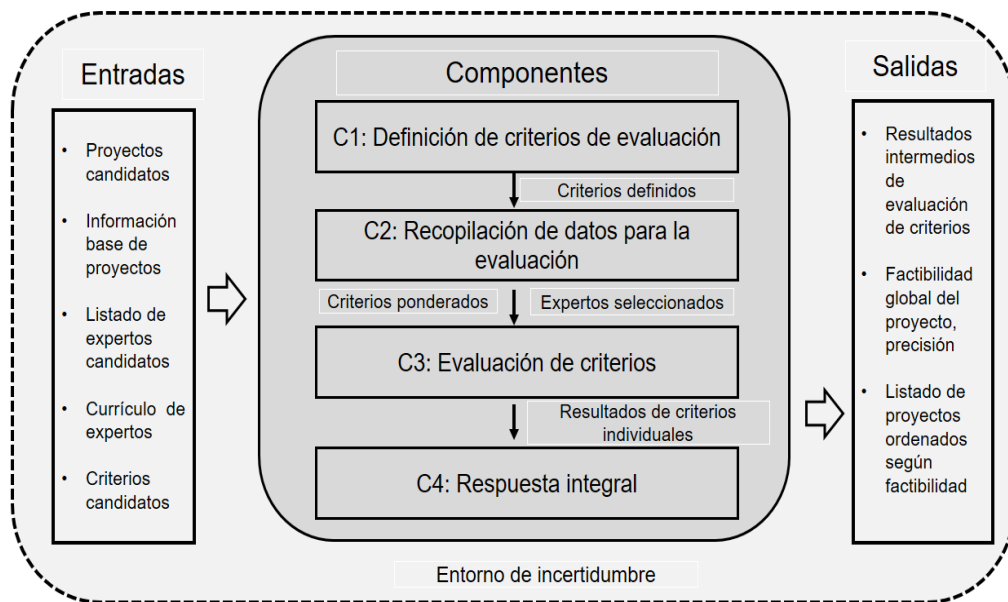 Entradas
• Proyectos
candidatos
• Información
base de
proyectos
• Listado de
expertos
candidatos
• Currículo de
expertos
• Criterios
candidatos
Componentes
C1: Definición de criterios de evaluación
Criterios definidos
C2: Recopilación de datos para la
evaluación
Criterios ponderados
Expertos seleccionados
C3: Evaluación de criterios
Resultados de criterios
individuales
C4: Respuesta integral
Salidas
• Resultados
intermedios
de
evaluación
de criterios
• Factibilidad
global del
proyecto,
precisión
• Listado de
proyectos
ordenados
según
factibilidad
Entorno de incertidumbre